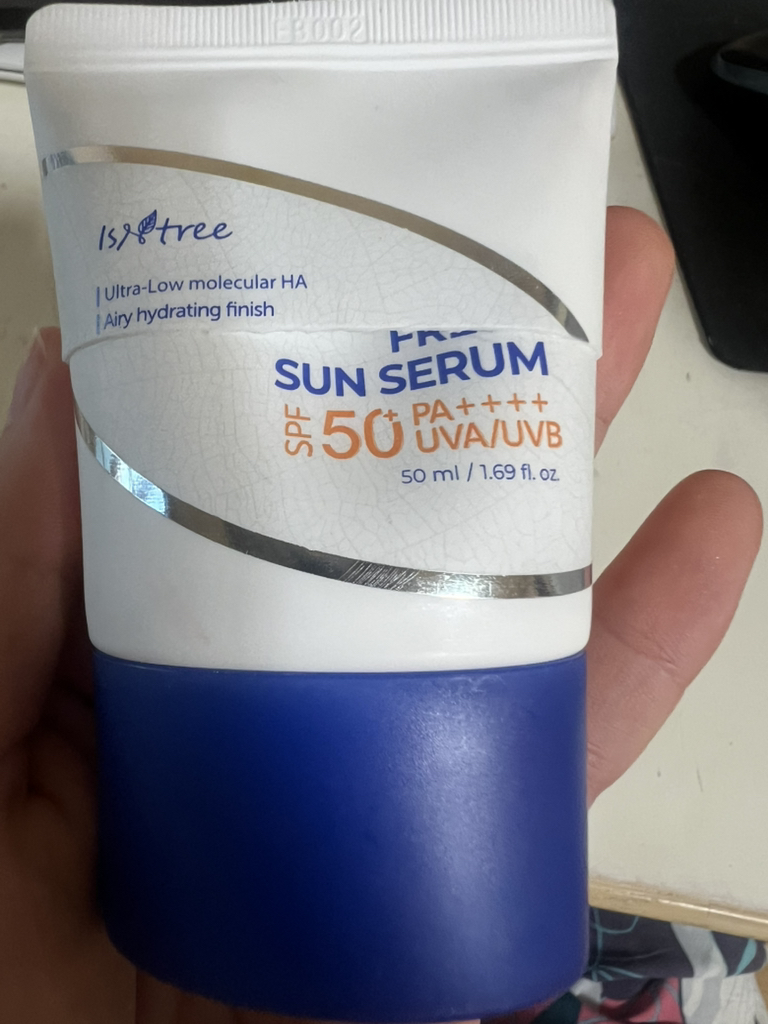 Isntree
Ultra-Low molecular HA
Airy hydrating finish
SUN SERUM
SPF 50+ PA++++
UVA/UVB
50 ml / 1.69 fl. oz.